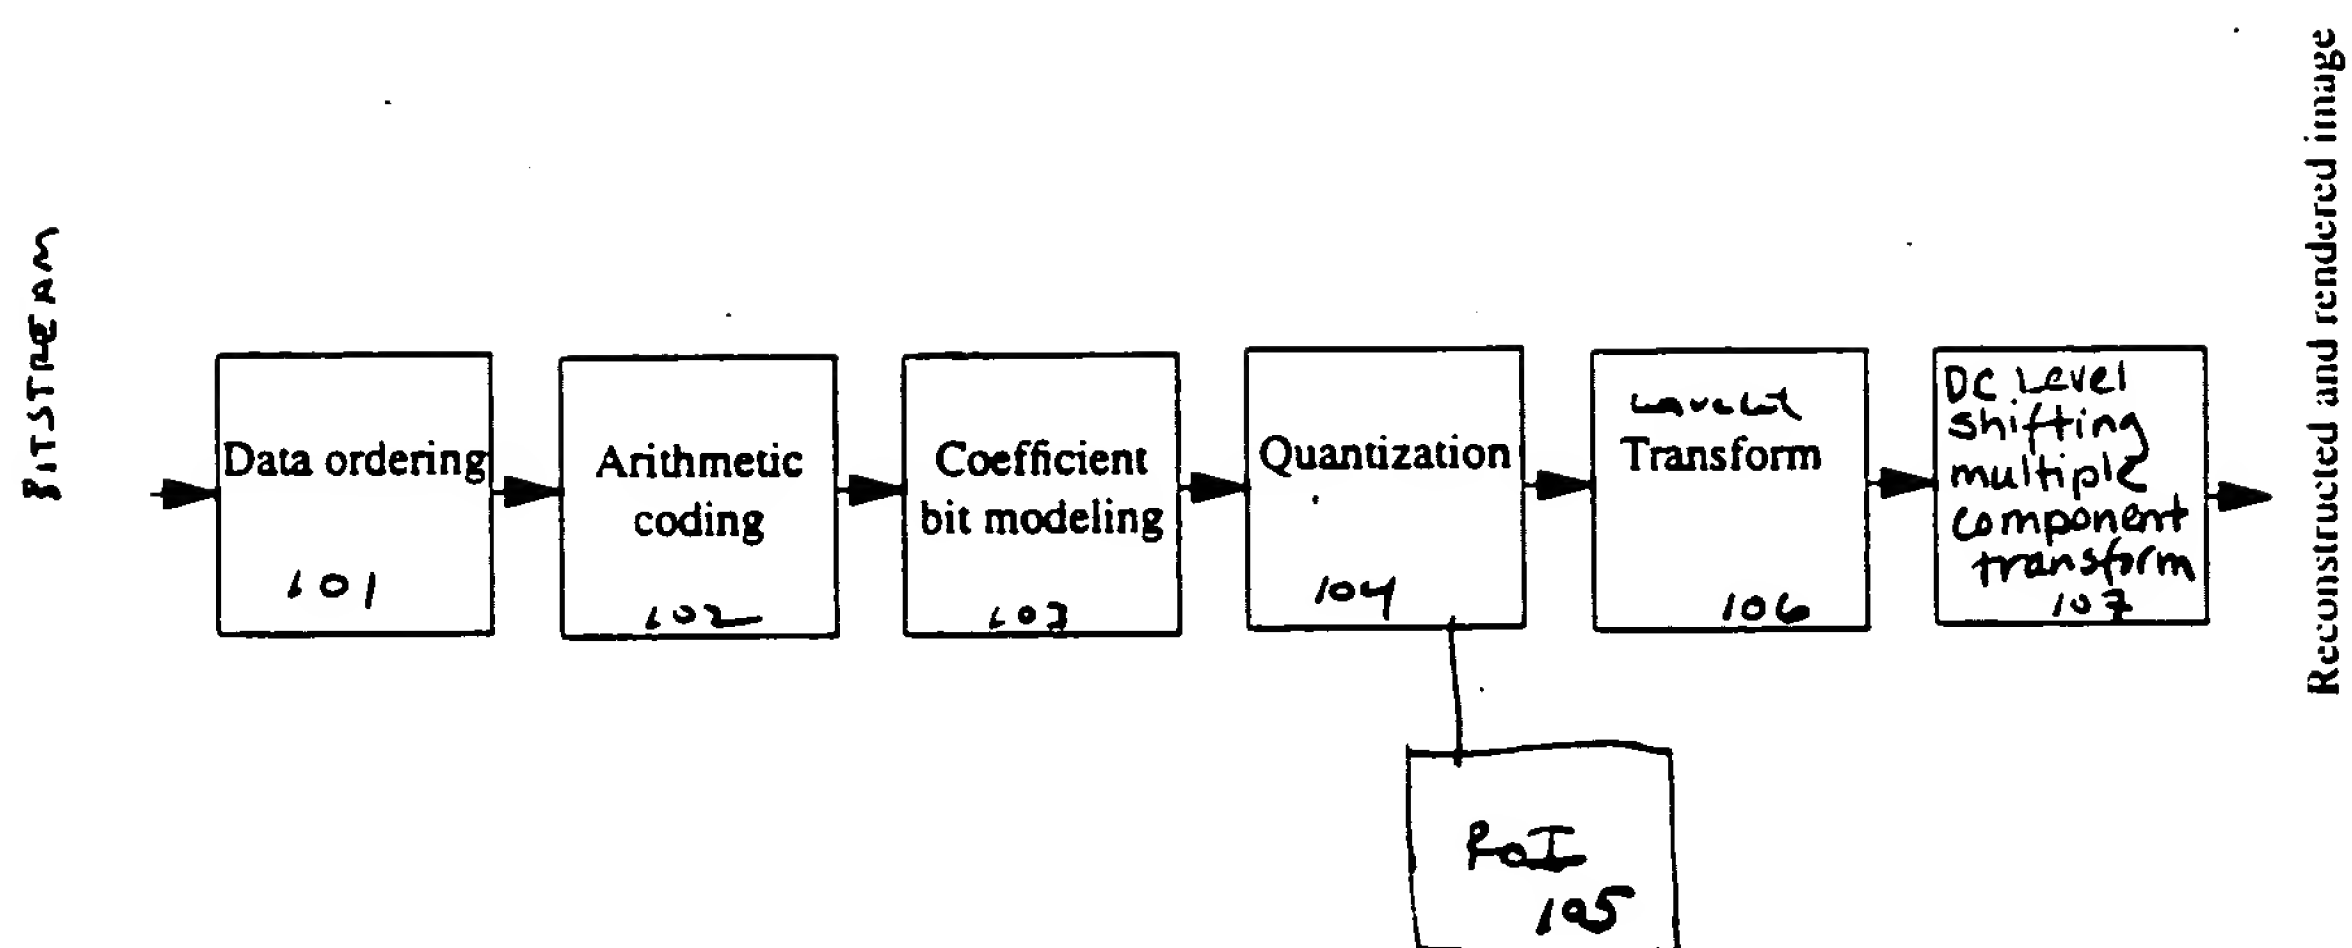 BITSTREAM
Data ordering
101
Arithmetic
coding
102
Coefficient
bit modeling
103
Quantization
104
RoI
105
wavelet
Transform
106
DC Level
shifting
multiple
component
transform
107
Reconstructed and rendered image